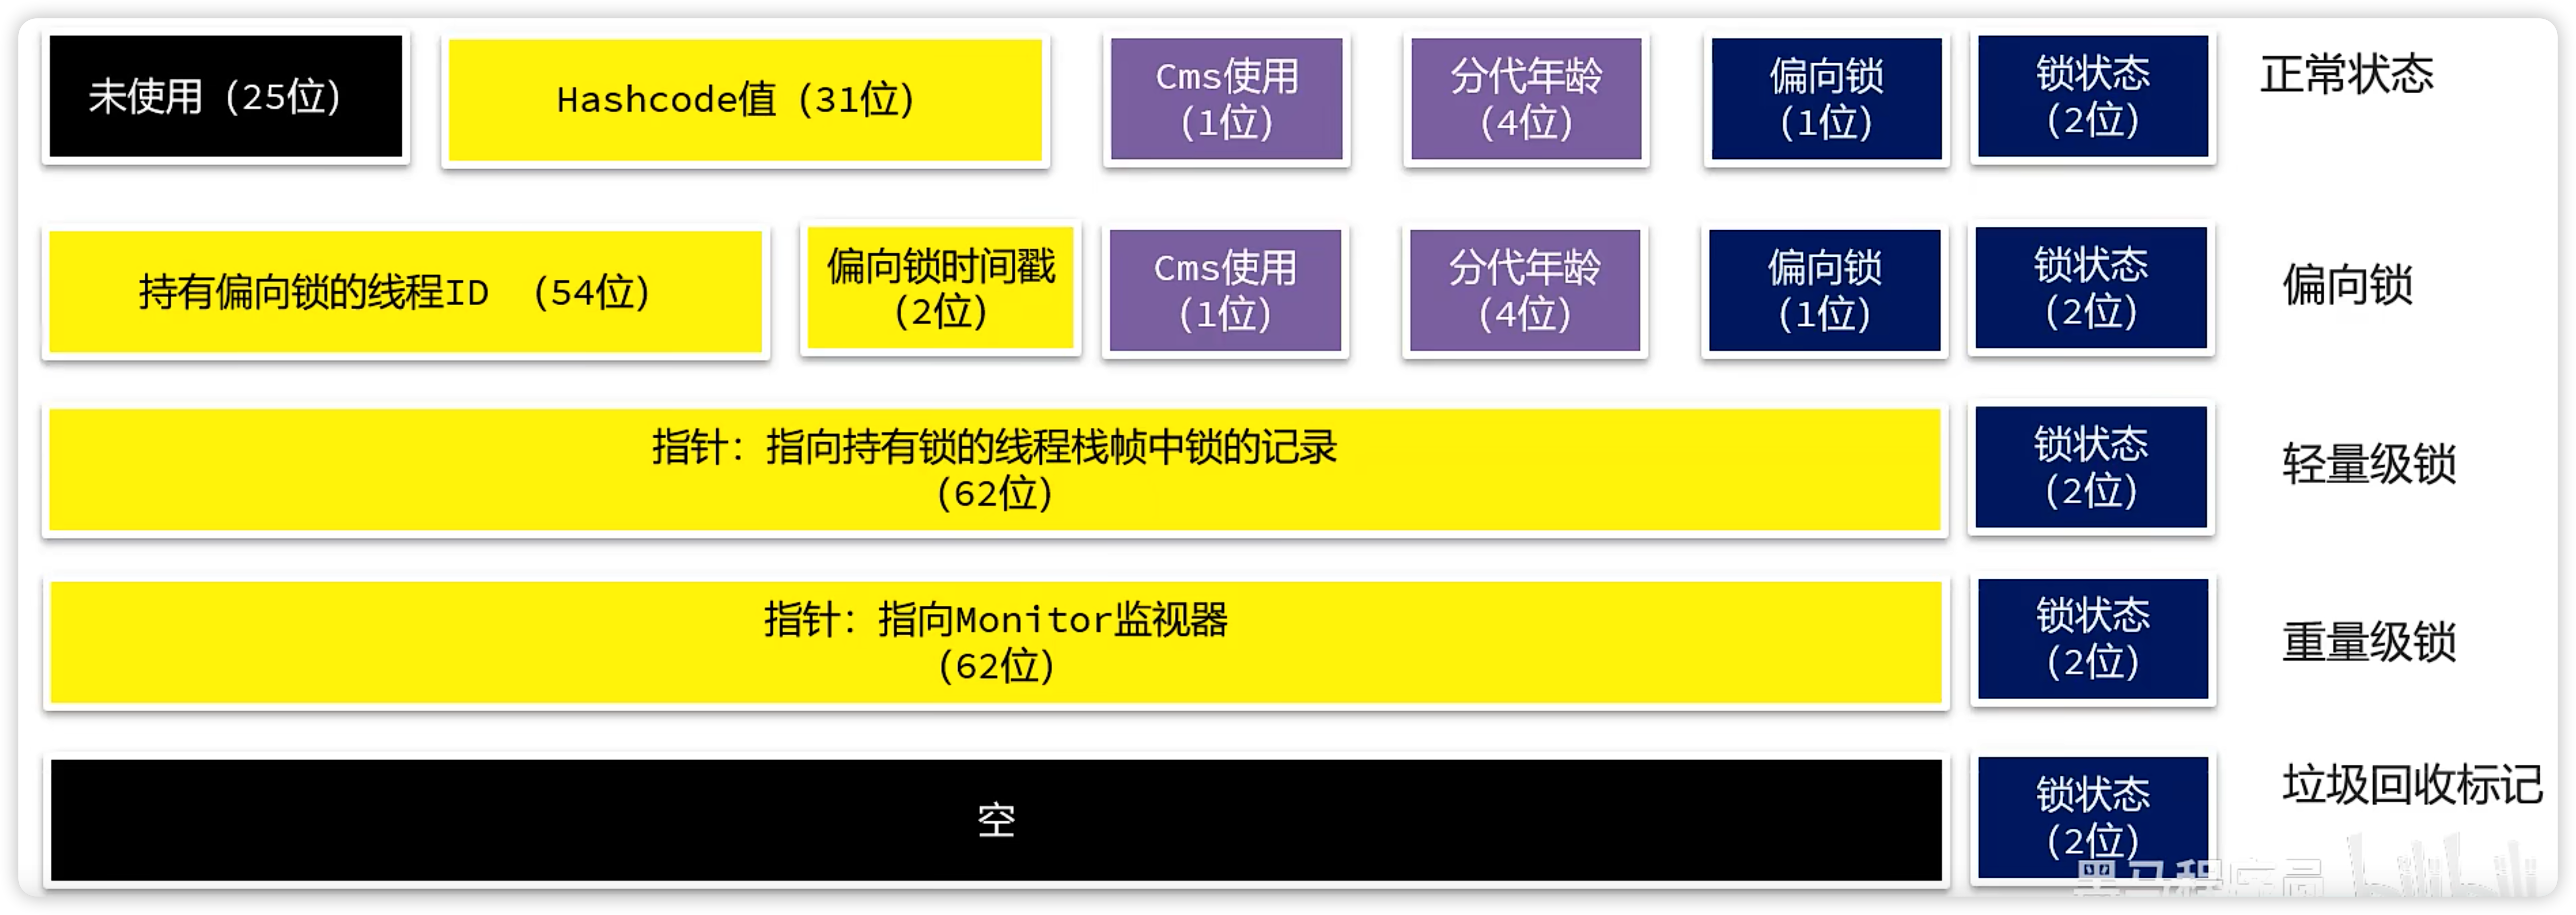 未使用（25位）
Hashcode值（31位）
Cms使用
（1位）
分代年龄
（4位）
偏向锁
（1位）
锁状态
（2位）
正常状态
持有偏向锁的线程ID （54位）
偏向锁时间戳
（2位）
Cms使用
（1位）
分代年龄
（4位）
偏向锁
（1位）
锁状态
（2位）
偏向锁
指针：指向持有锁的线程栈帧中锁的记录
（62位）
锁状态
（2位）
轻量级锁
指针：指向Monitor监视器
（62位）
锁状态
（2位）
重量级锁
空
锁状态
（2位）
垃圾回收标记
黑马程序员